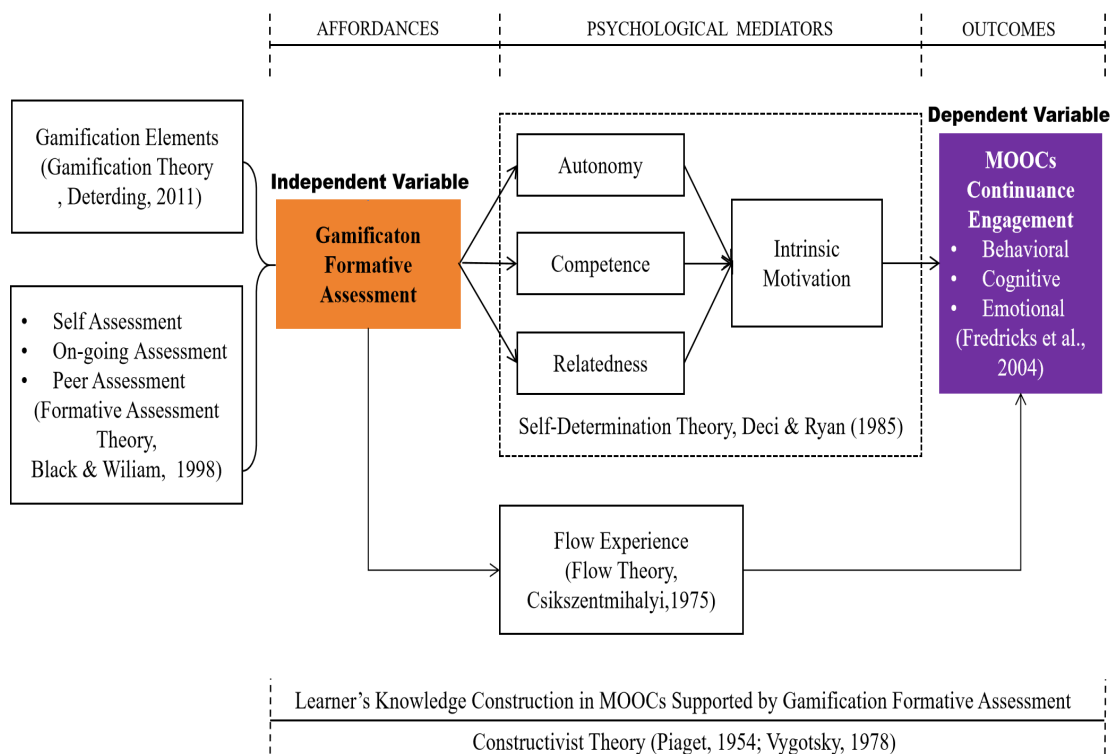 AFFORDANCES
PSYCHOLOGICAL MEDIATORS
OUTCOMES
Gamification Elements
(Gamification Theory
, Deterding, 2011)
Self Assessment
On-going Assessment
Peer Assessment
(Formative Assessment
Theory,
Black & Wiliam, 1998)
Independent Variable
Gamificaton
Formative
Assessment
Autonomy
Competence
Relatedness
Intrinsic
Motivation
Self-Determination Theory, Deci & Ryan (1985)
Flow Experience
(Flow Theory,
Csikszentmihalyi,1975)
Dependent Variable
MOOCs
Continuance
Engagement
• Behavioral
• Cognitive
• Emotional
(Fredricks et al.,
2004)
Learner’s Knowledge Construction in MOOCs Supported by Gamification Formative Assessment
Constructivist Theory (Piaget, 1954; Vygotsky, 1978)